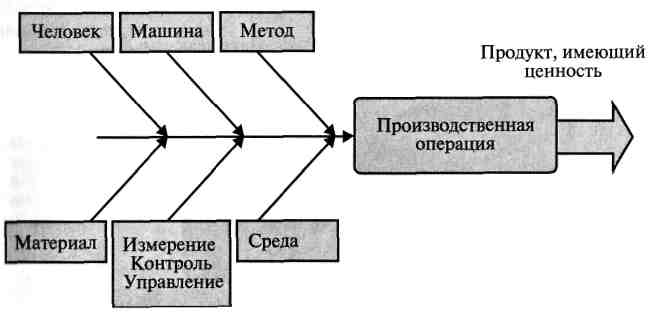 Человек
Машина
Метод
Продукт, имеющий
ценность
Производственная
операция
Материал
Измерение
Контроль
Управление
Среда